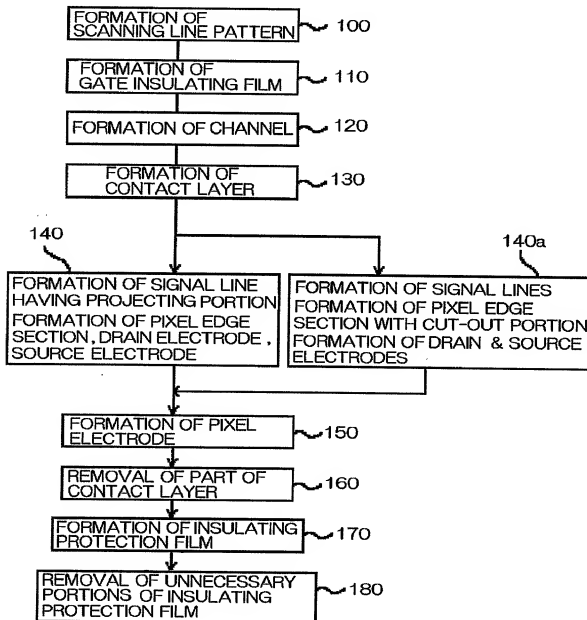 FORMATION OF
SCANNING LINE PATTERN
100
FORMATION OF
GATE INSULATING FILM
110
FORMATION OF CHANNEL
120
FORMATION OF
CONTACT LAYER
130
140
FORMATION OF SIGNAL LINE
HAVING PROJECTING PORTION
FORMATION OF PIXEL EDGE
SECTION, DRAIN ELECTRODE,
SOURCE ELECTRODE
140a
FORMATION OF SIGNAL LINES
FORMATION OF PIXEL EDGE
SECTION WITH CUT-OUT PORTION
FORMATION OF DRAIN & SOURCE
ELECTRODES
FORMATION OF PIXEL
ELECTRODE
150
REMOVAL OF PART OF
CONTACT LAYER
160
FORMATION OF INSULATING
PROTECTION FILM
170
REMOVAL OF UNNECESSARY
PORTIONS OF INSULATING
PROTECTION FILM
180